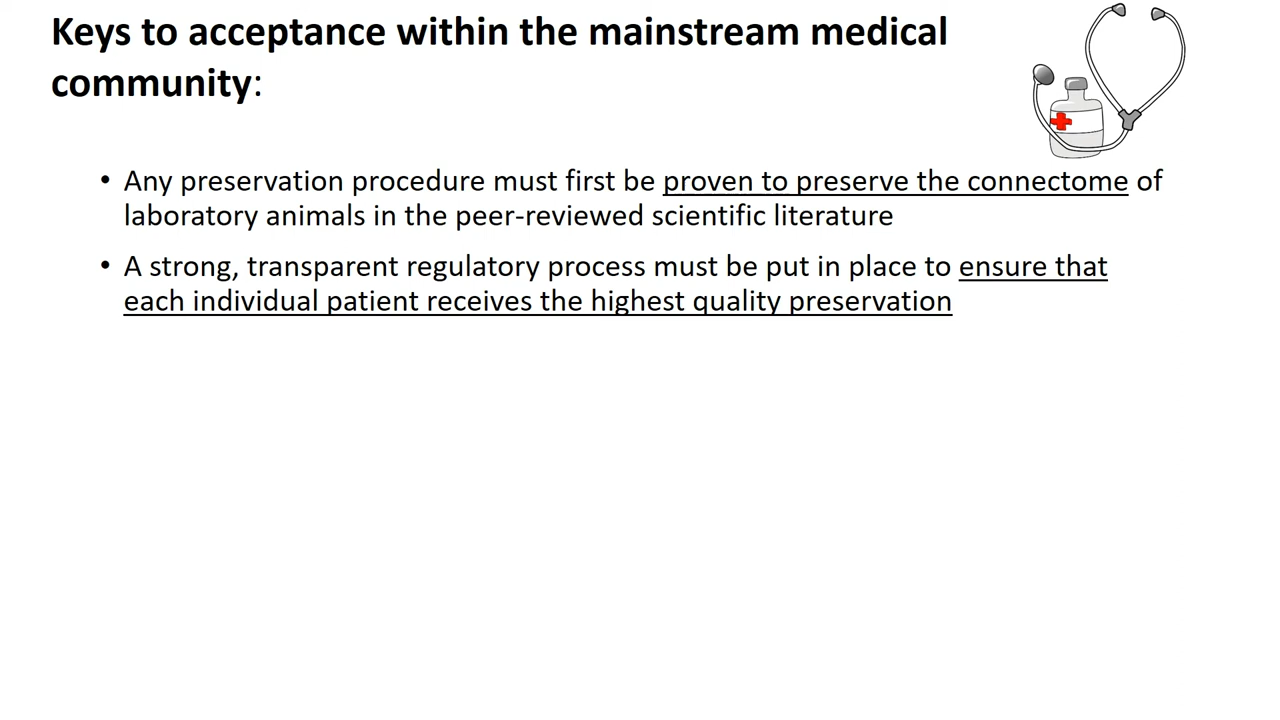 Keys to acceptance within the mainstream medical
community:
• Any preservation procedure must first be proven to preserve the connectome of
laboratory animals in the peer-reviewed scientific literature
• A strong, transparent regulatory process must be put in place to ensure that
each individual patient receives the highest quality preservation